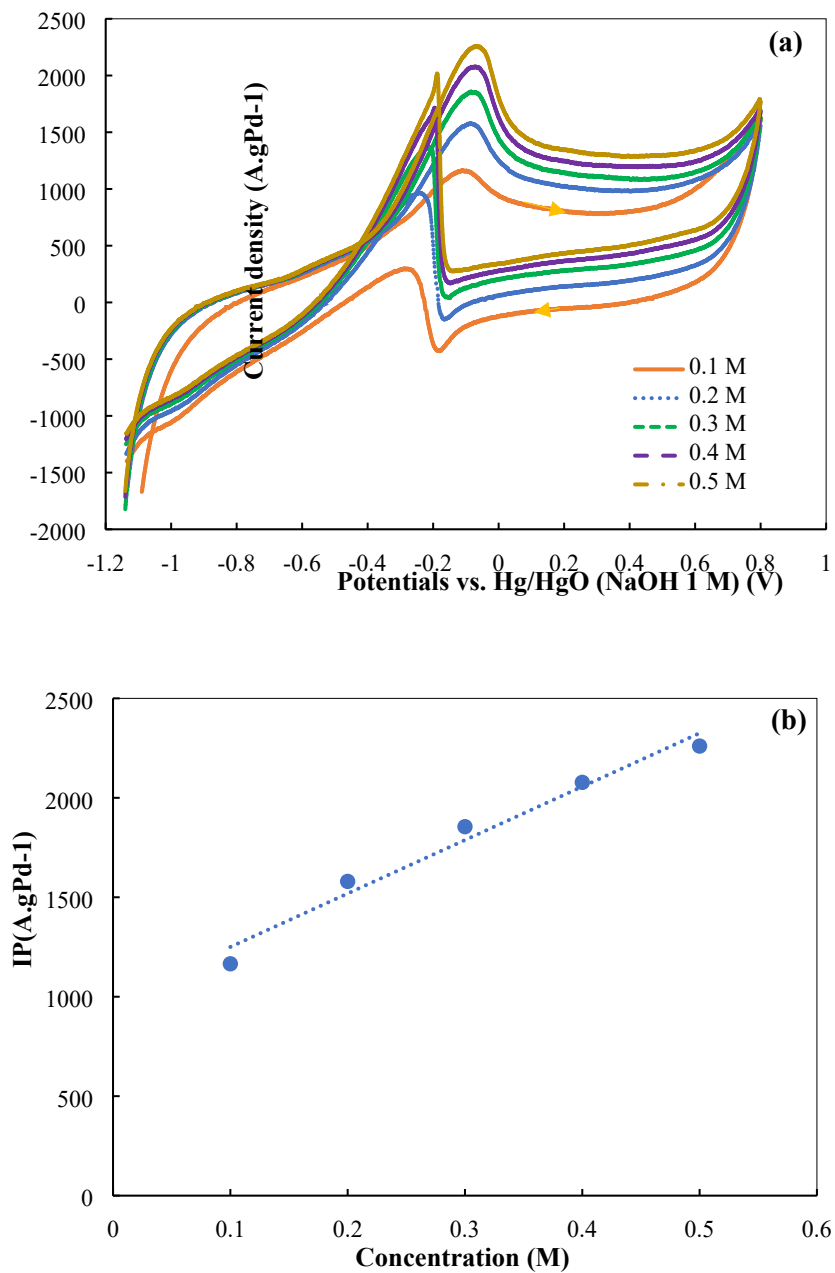 (a)
Current density (A.gPd-1)
2500
2000
1500
1000
500
0
-500
-1000
-1500
-2000
0.1 M
0.2 M
0.3 M
0.4 M
0.5 M
-1.2 -1 -0.8 -0.6 -0.4 -0.2 0 0.2 0.4 0.6 0.8 1
Potentials vs. Hg/HgO (NaOH 1 M) (V)
(b)
IP(A.gPd-1)
2500
2000
1500
1000
500
0
0 0.1 0.2 0.3 0.4 0.5 0.6
Concentration (M)